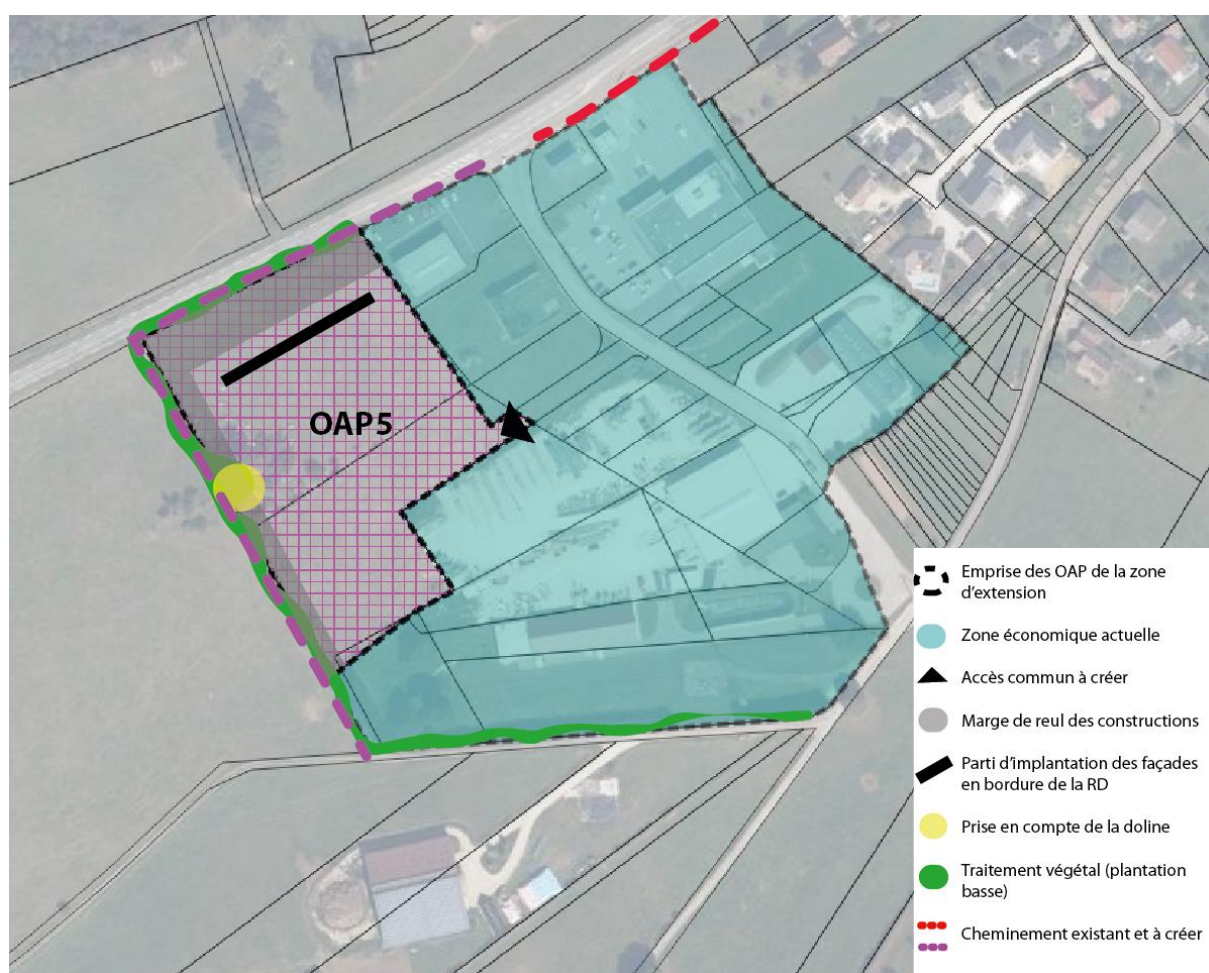 OAP5
Emprise des OAP de la zone
d'extension
Zone économique actuelle
Accès commun à créer
Marge de reul des constructions
Parti d'implantation des façades
en bordure de la RD
Prise en compte de la doline
Traitement végétal (plantation
basse)
Cheminement existant et à créer